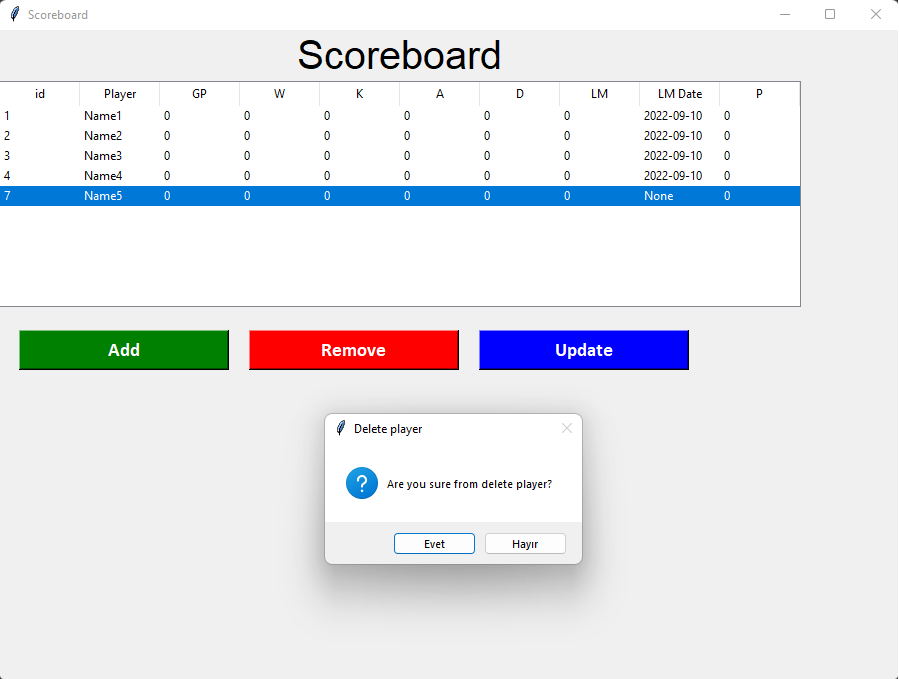 Scoreboard
Scoreboard
id Player GP W K A D LM LM Date P
1 Name1 0 0 0 0 0 0 2022-09-10 0
2 Name2 0 0 0 0 0 0 2022-09-10 0
3 Name3 0 0 0 0 0 0 2022-09-10 0
4 Name4 0 0 0 0 0 0 2022-09-10 0
7 Name5 0 0 0 0 0 0 None 0
Add Remove Update
Delete player
Are you sure from delete player?
Evet Hayır